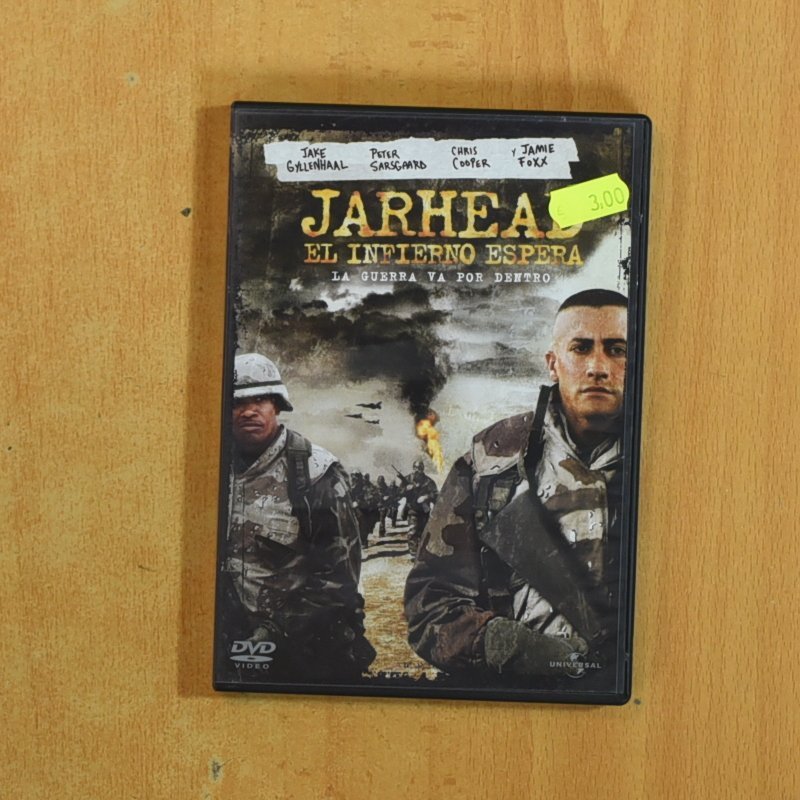 JAKE GYLLENHAAL
PETER SARSGAARD
CHRIS COOPER
Y JAMIE FOXX
JARHEAD
€ 3,00
EL INFIERNO ESPERA
LA GUERRA VA POR DENTRO
DVD
VIDEO
UNIVERSAL